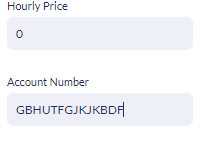 Hourly Price
0
Account Number
GBHUTFGJKJKBDF